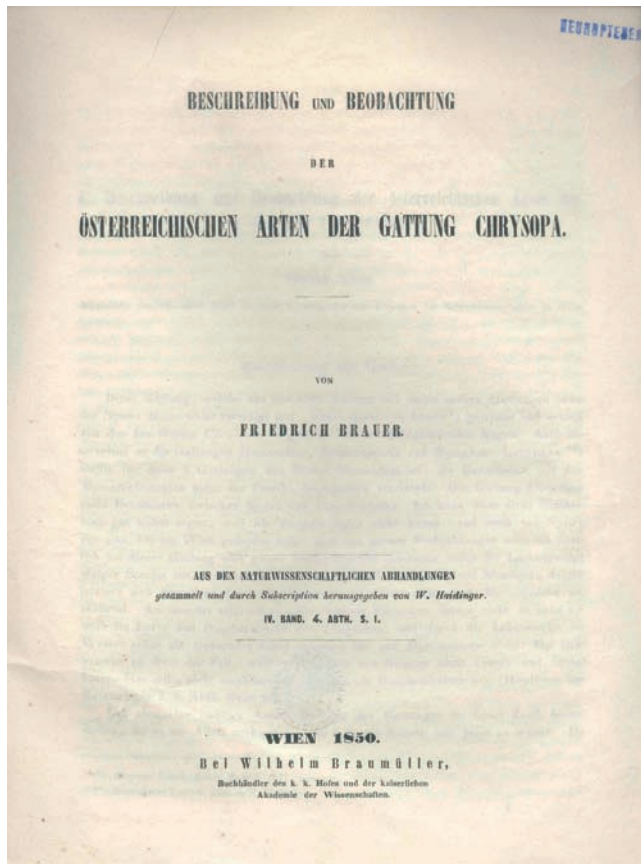 NEUROPTEREN
BESCHREIBUNG UND BEOBACHTUNG
DER
ÖSTERREICHISCHEN ARTEN DER GATTUNG CHRYSOPA.
VON
FRIEDRICH BRAUER.
AUS DEN NATURWISSENSCHAFTLICHEN ABHANDLUNGEN
gesammelt und durch Subscription herausgegeben von W. Haidinger.
IV. BAND. 4. ABTH. S. 1.
WIEN 1850.
Bei Wilhelm Braumüller,
Buchhändler des k. k. Hofes und der kaiserlichen
Akademie der Wissenschaften.